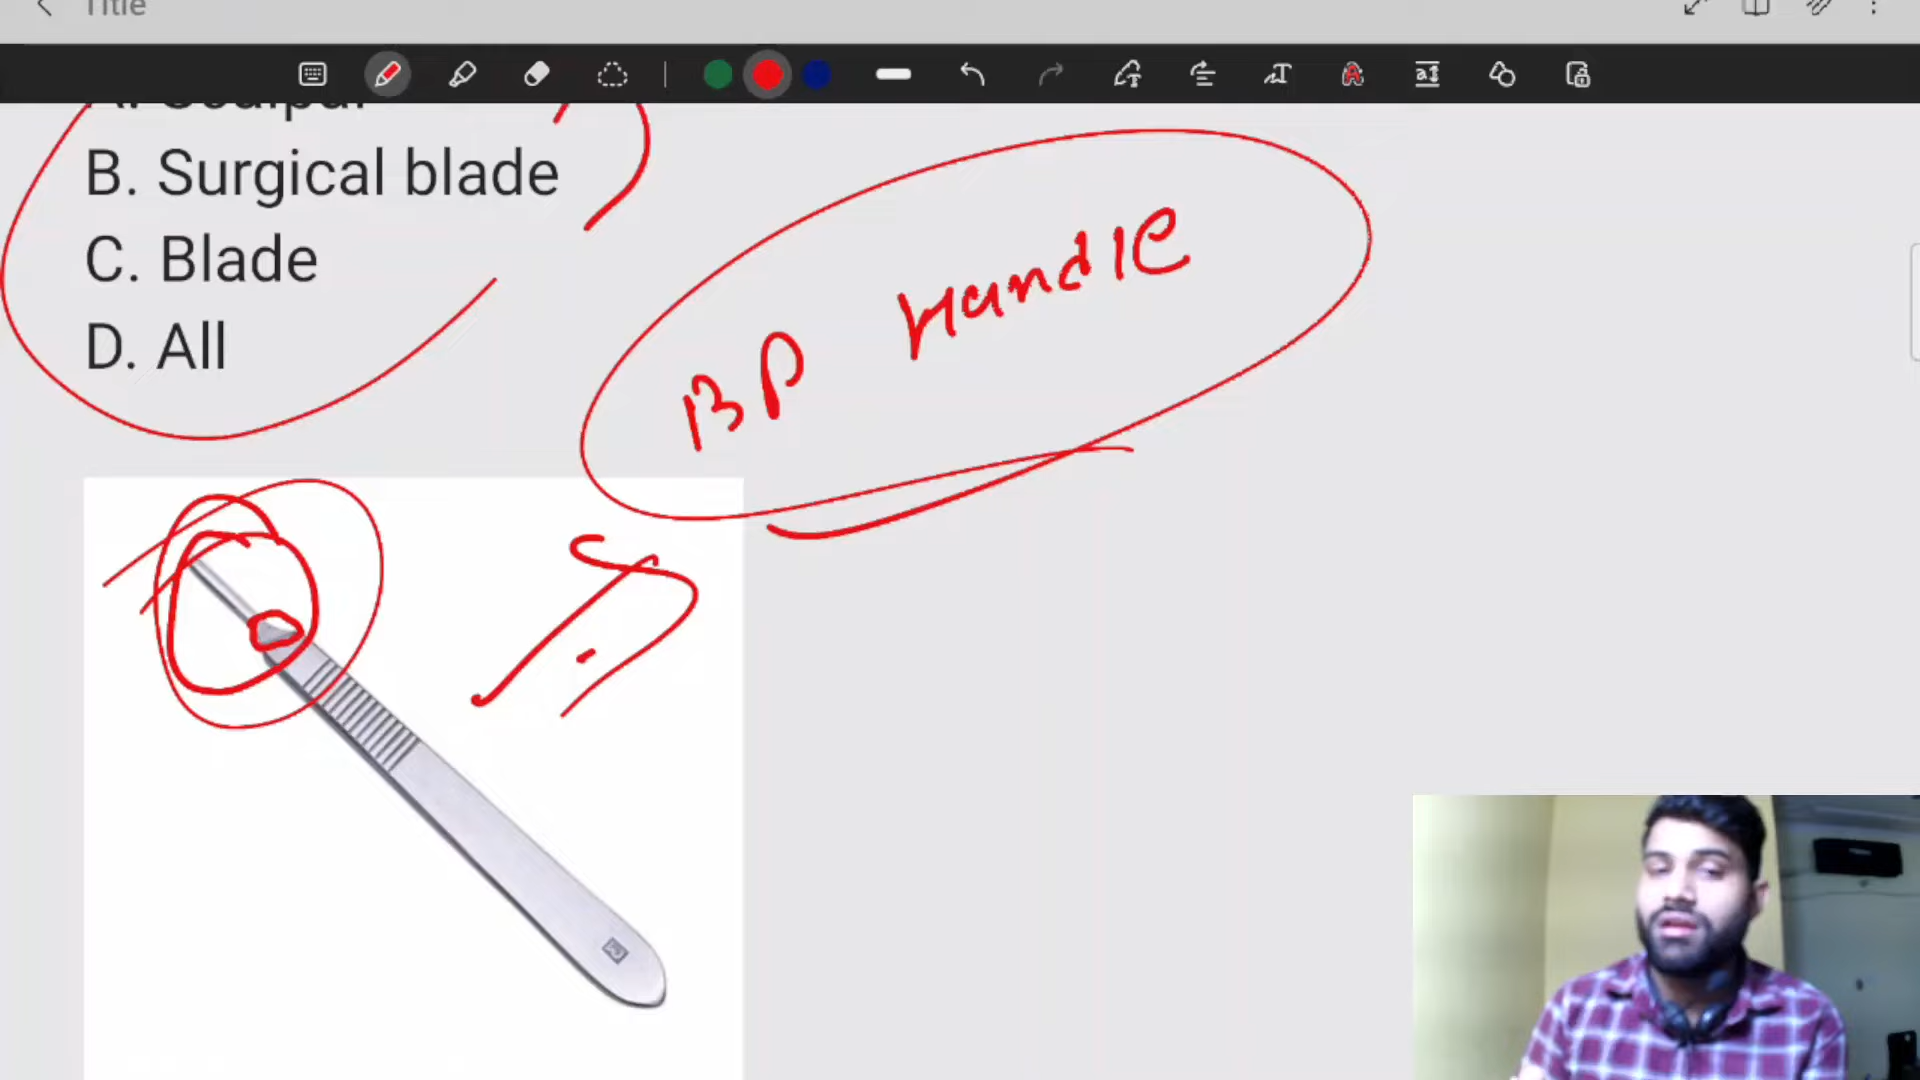 Title
B. Surgical blade
C. Blade
D. All
BP Handle